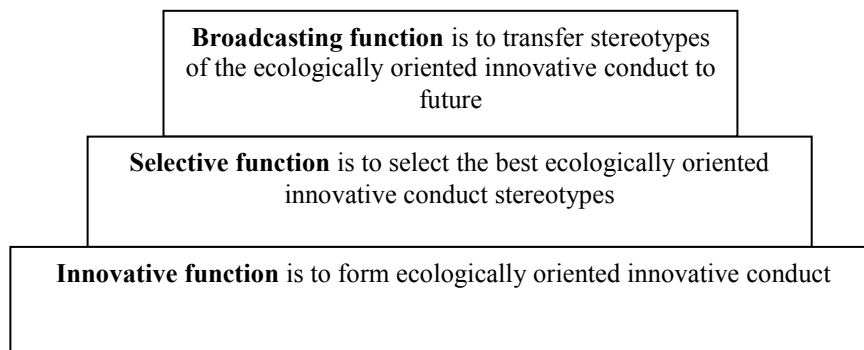 Broadcasting function is to transfer stereotypes
of the ecologically oriented innovative conduct to
future
Selective function is to select the best ecologically oriented
innovative conduct stereotypes
Innovative function is to form ecologically oriented innovative conduct